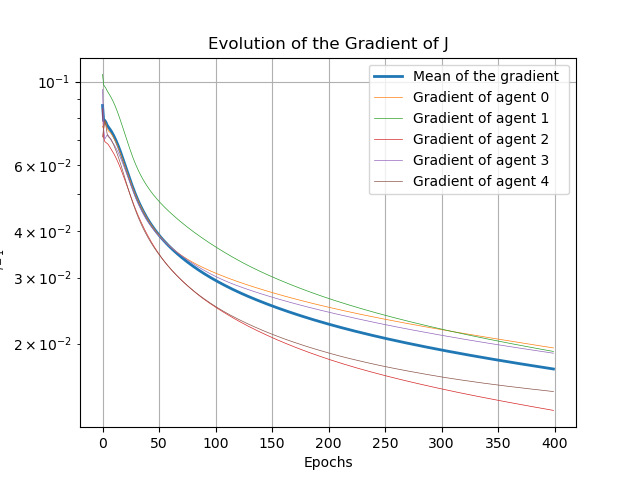 Evolution of the Gradient of J
10⁻¹
6 × 10⁻²
4 × 10⁻²
3 × 10⁻²
2 × 10⁻²
Mean of the gradient
Gradient of agent 0
Gradient of agent 1
Gradient of agent 2
Gradient of agent 3
Gradient of agent 4
0 50 100 150 200 250 300 350 400
Epochs